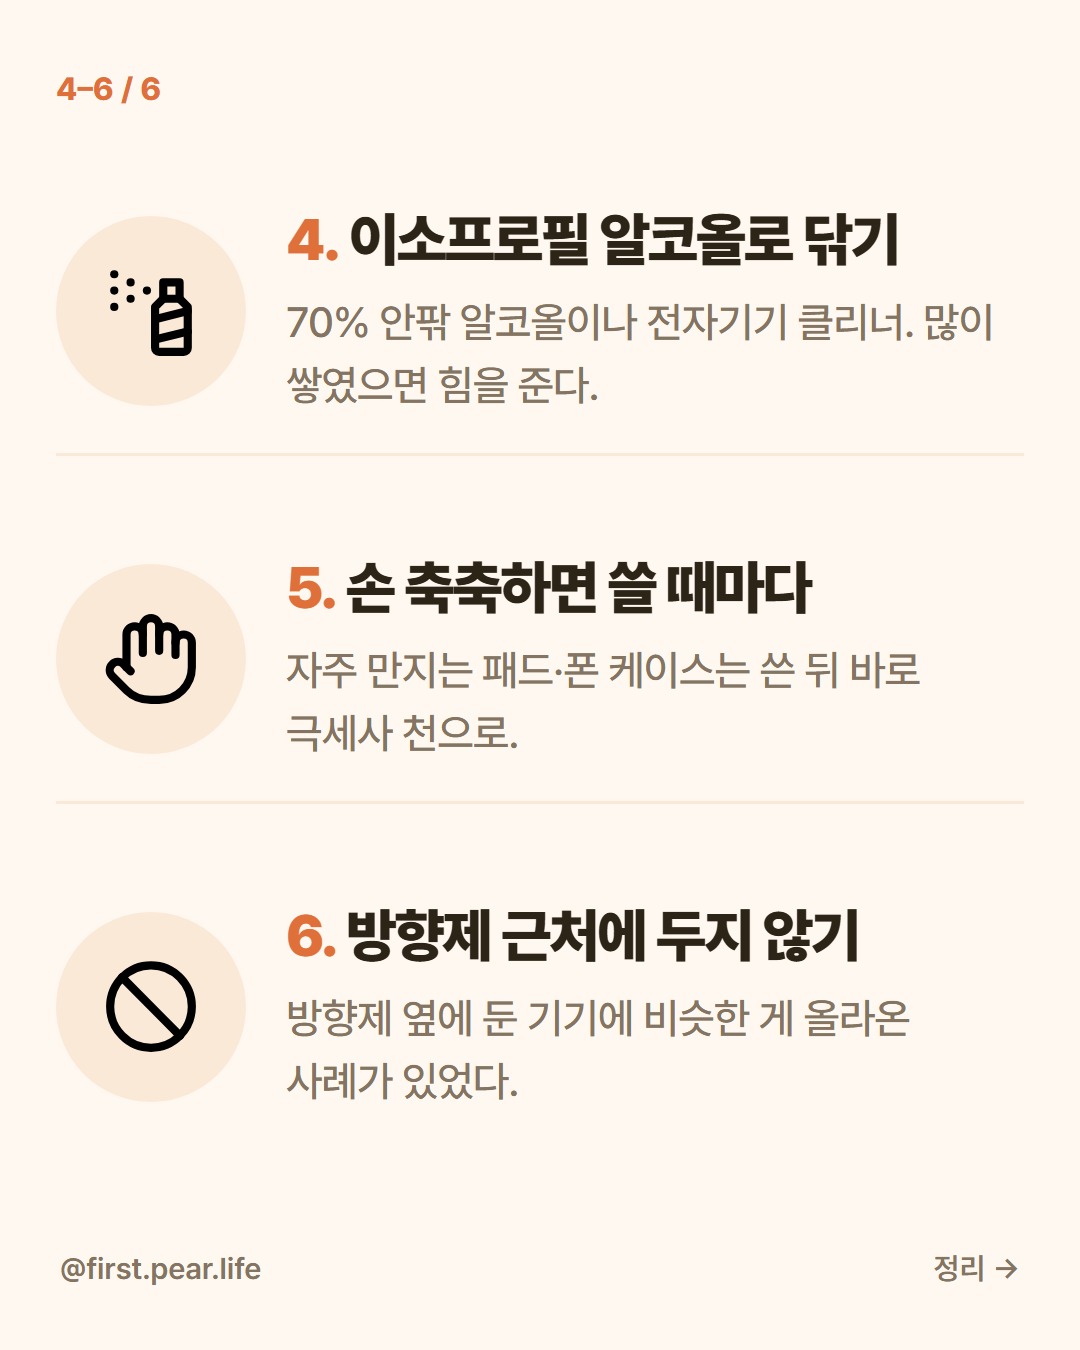 4–6 / 6
4. 이소프로필 알코올로 닦기
70% 안팎 알코올이나 전자기기 클리너. 많이
쌓였으면 힘을 준다.
5. 손 축축하면 쓸 때마다
자주 만지는 패드·폰 케이스는 쓴 뒤 바로
극세사 천으로.
6. 방향제 근처에 두지 않기
방향제 옆에 둔 기기에 비슷한 게 올라온
사례가 있었다.
@first.pear.life
정리 →